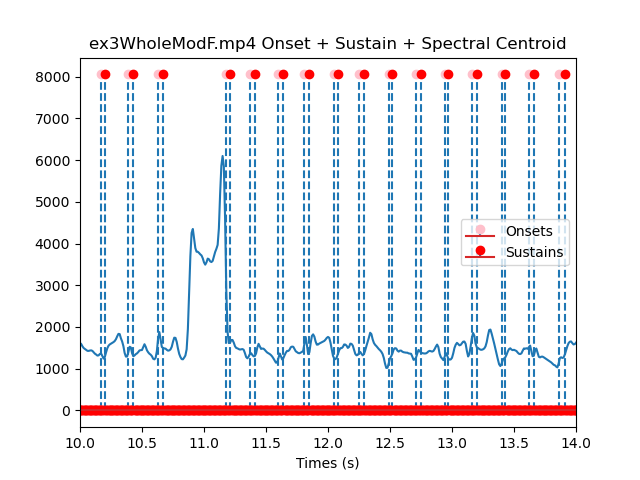 ex3WholeModF.mp4 Onset + Sustain + Spectral Centroid
8000
7000
6000
5000
4000
3000
2000
1000
0
Onsets
Sustains
10.0 10.5 11.0 11.5 12.0 12.5 13.0 13.5 14.0
Times (s)